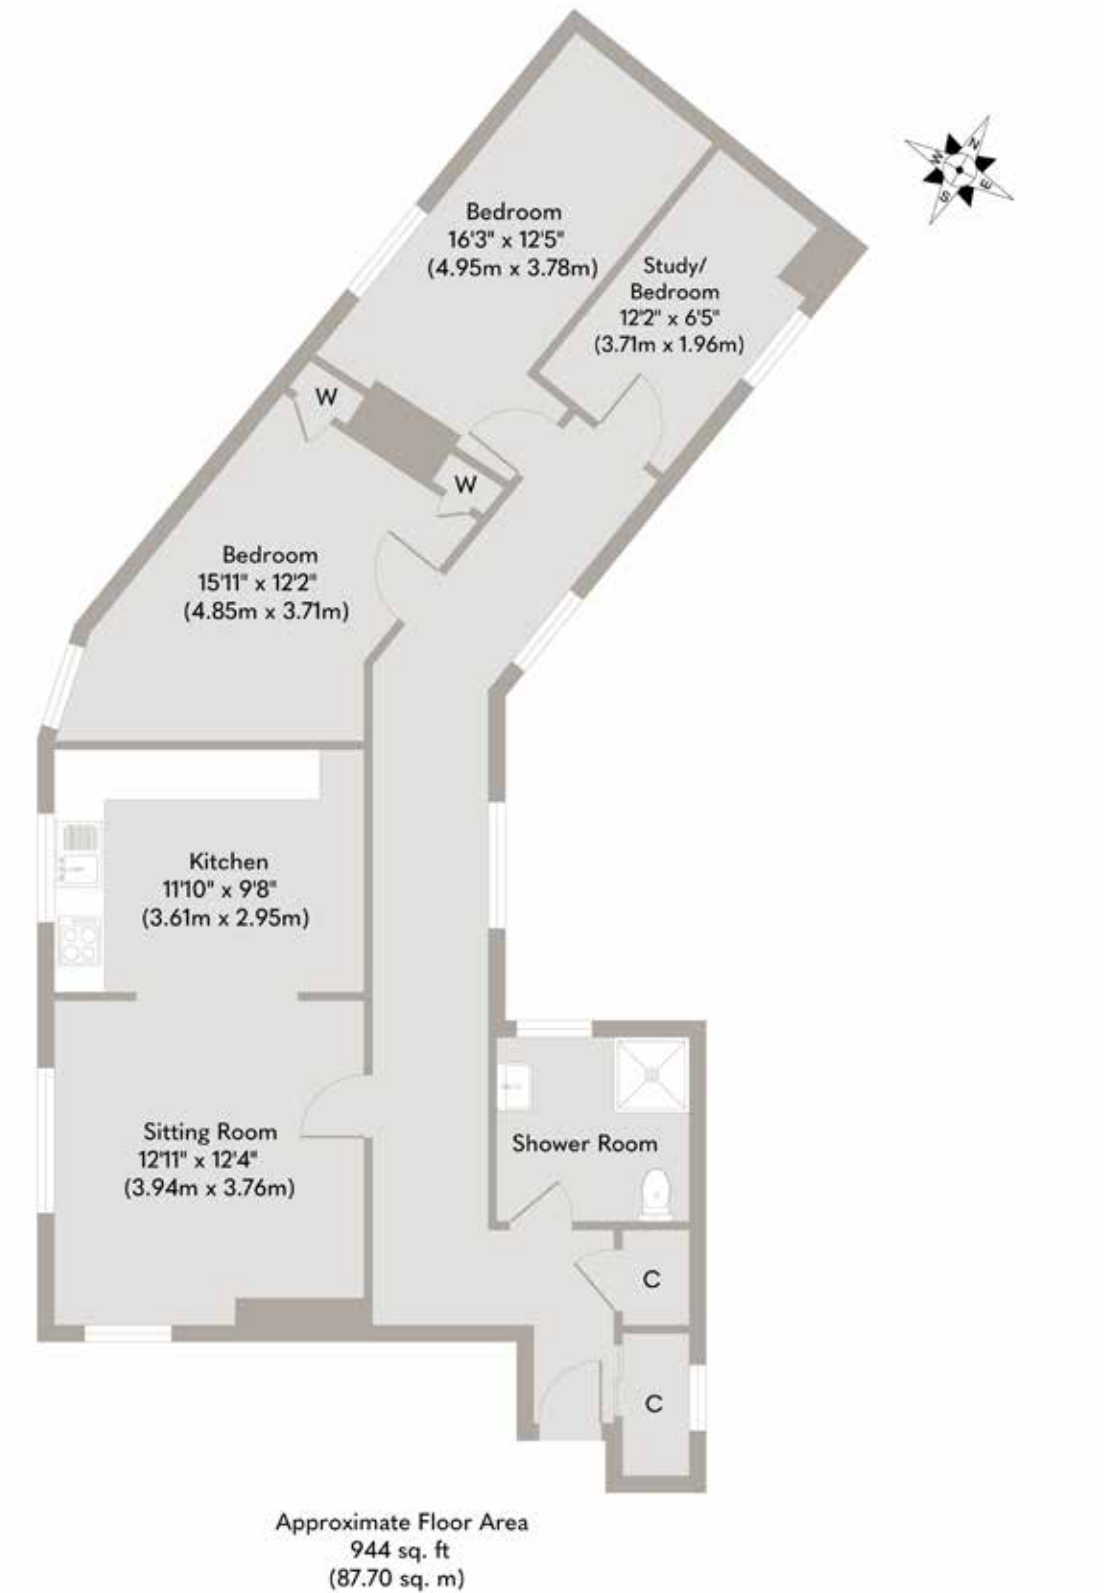 N
W
E
S
Bedroom
16'3" x 12'5"
(4.95m x 3.78m)
Study/
Bedroom
12'2" x 6'5"
(3.71m x 1.96m)
W
W
Bedroom
15'11" x 12'2"
(4.85m x 3.71m)
Kitchen
11'10" x 9'8"
(3.61m x 2.95m)
Sitting Room
12'11" x 12'4"
(3.94m x 3.76m)
Shower Room
C
C
Approximate Floor Area
944 sq. ft
(87.70 sq. m)